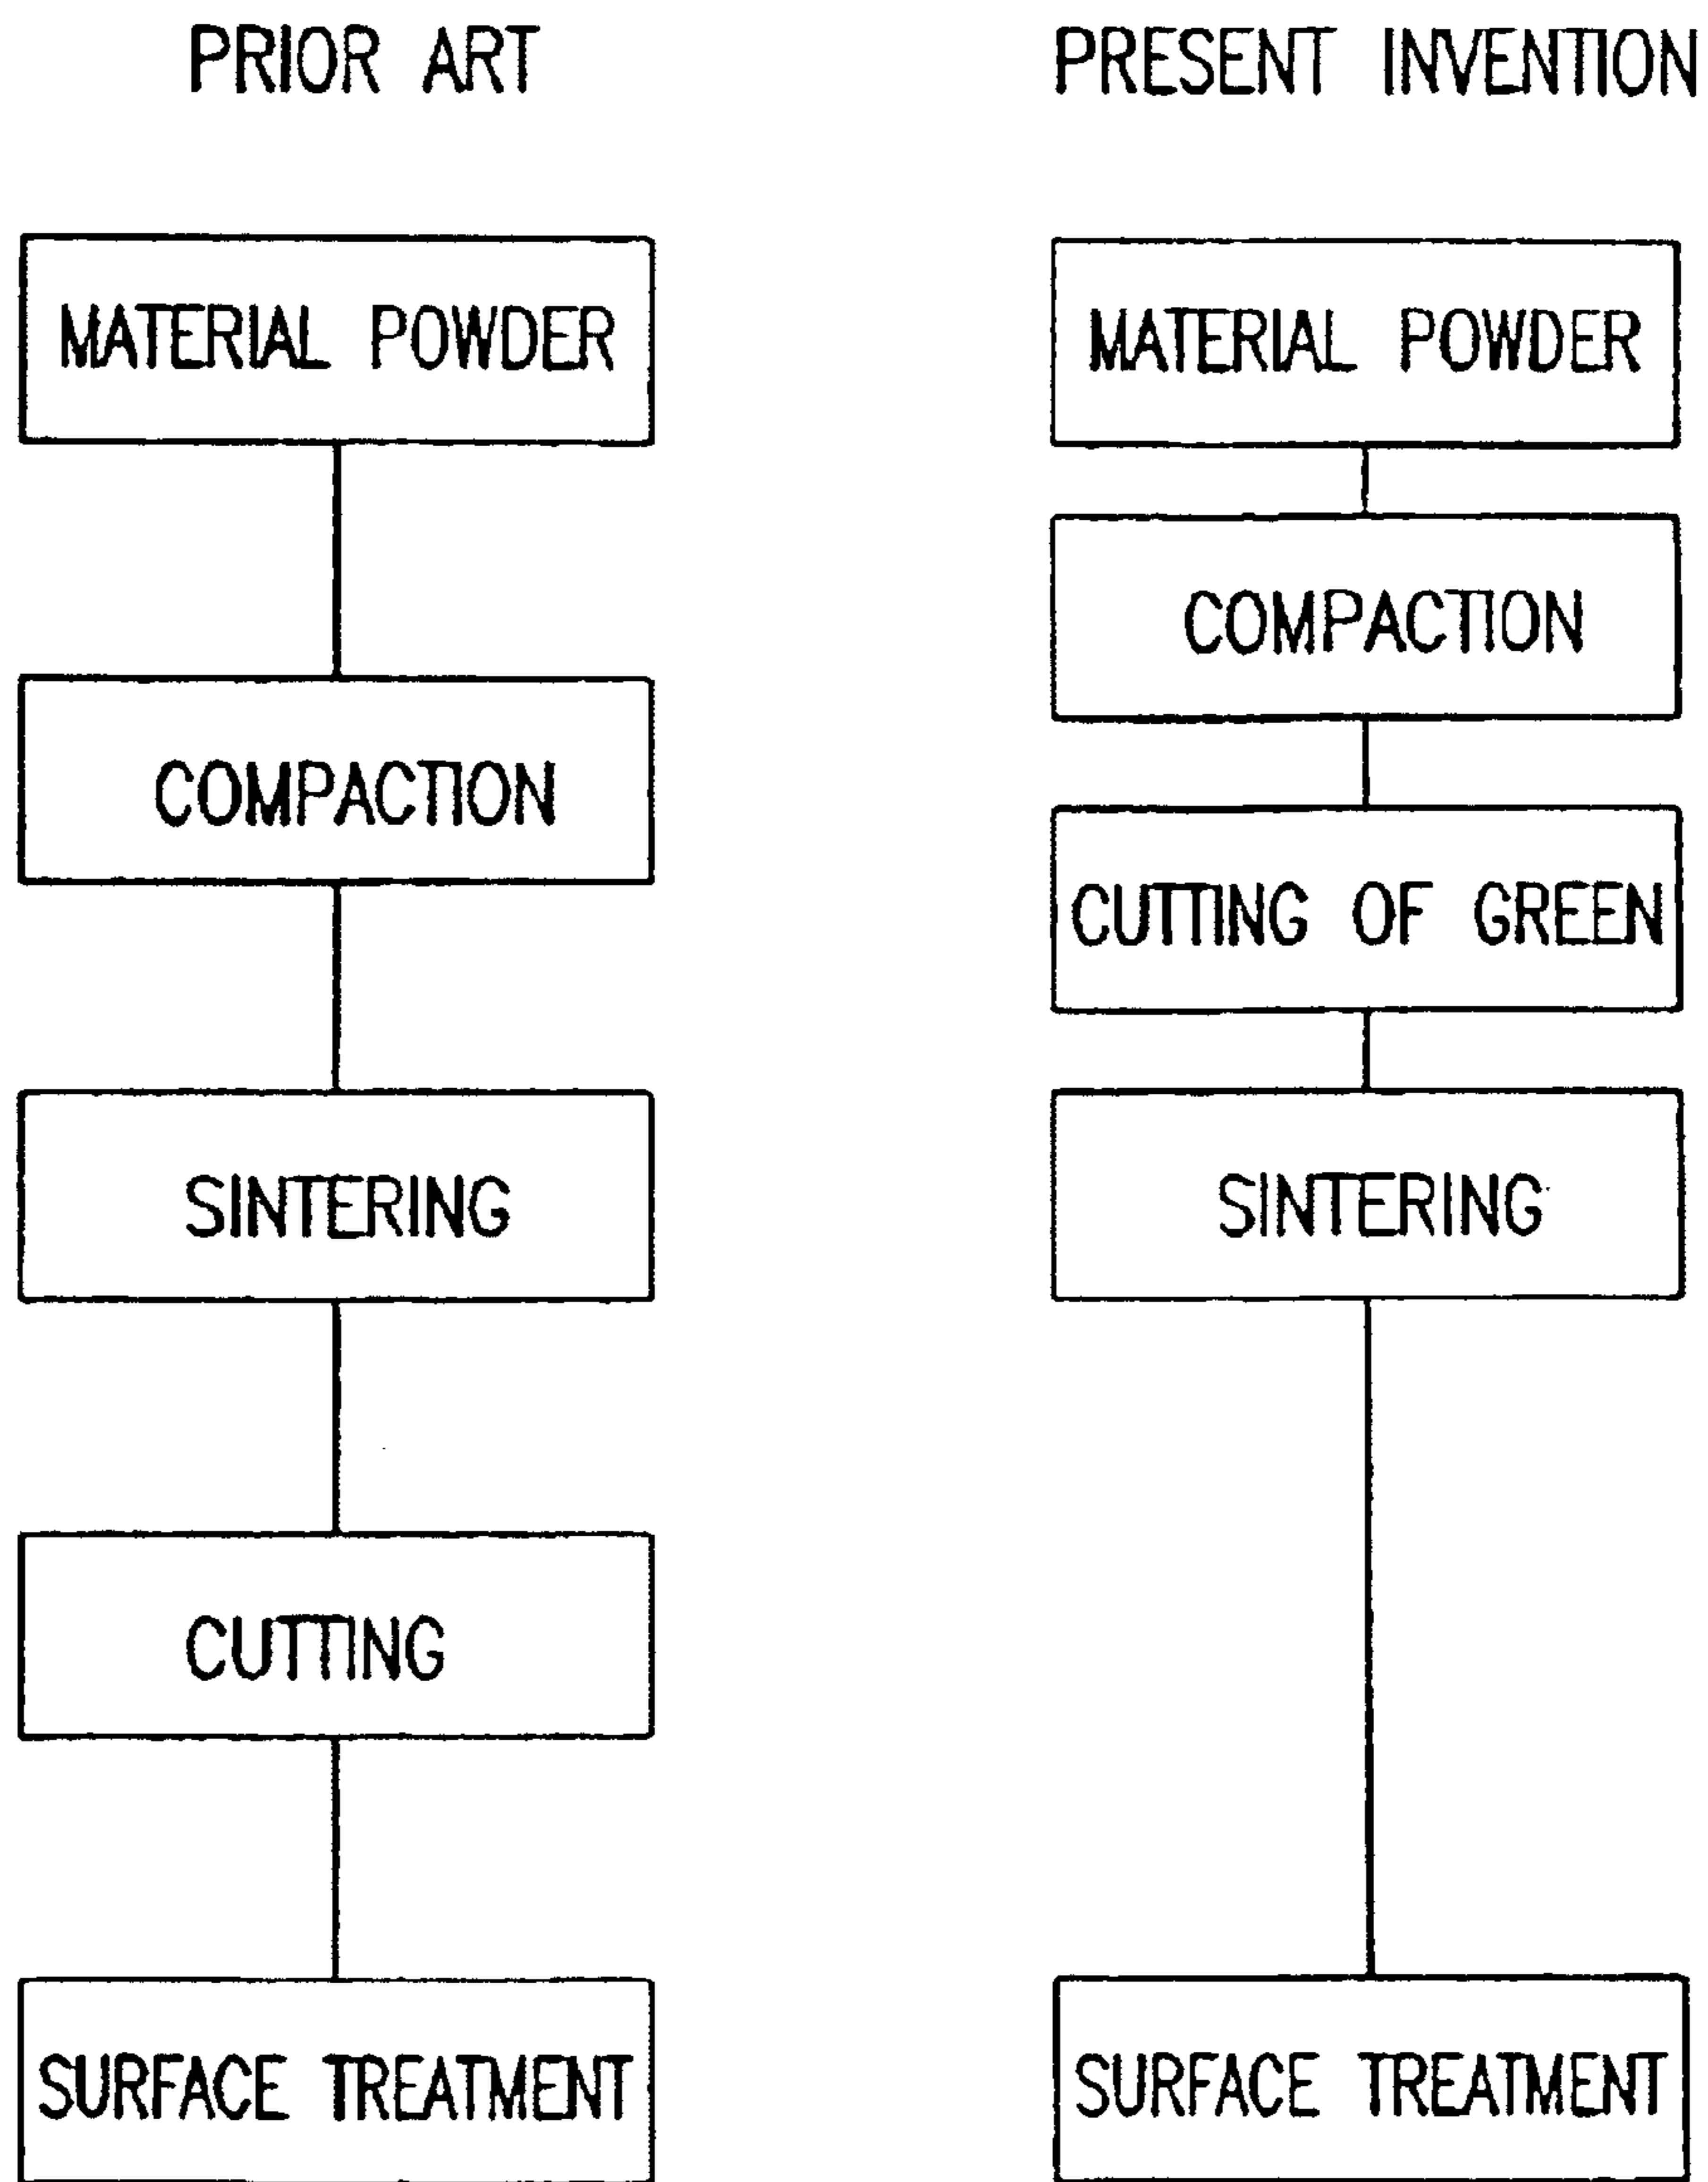 PRIOR ART
MATERIAL POWDER
COMPACTION
SINTERING
CUTTING
SURFACE TREATMENT
PRESENT INVENTION
MATERIAL POWDER
COMPACTION
CUTTING OF GREEN
SINTERING
SURFACE TREATMENT